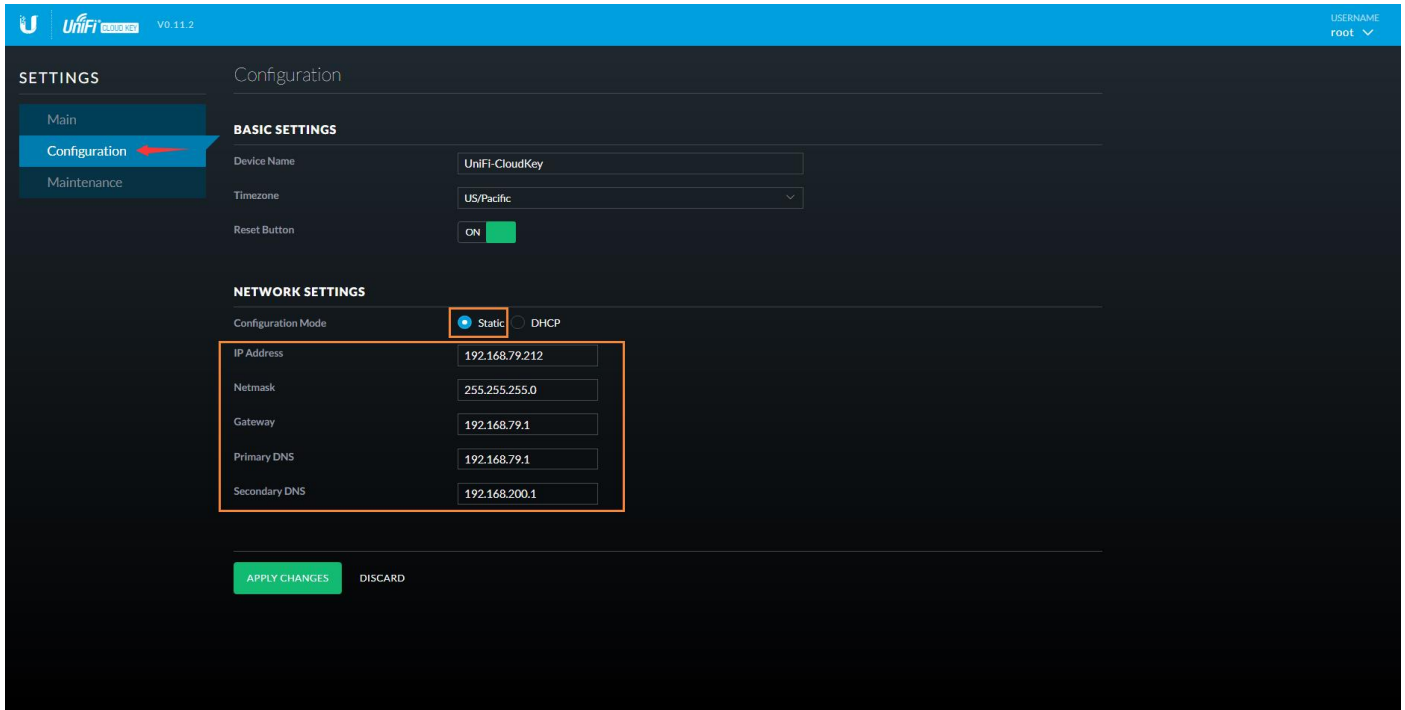 UniFi CLOUD KEY V0.11.2
USERNAME
root
SETTINGS
Main
Configuration
Maintenance
Configuration
BASIC SETTINGS
Device Name UniFi-CloudKey
Timezone US/Pacific
Reset Button ON
NETWORK SETTINGS
Configuration Mode Static DHCP
IP Address 192.168.79.212
Netmask 255.255.255.0
Gateway 192.168.79.1
Primary DNS 192.168.79.1
Secondary DNS 192.168.200.1
APPLY CHANGES DISCARD